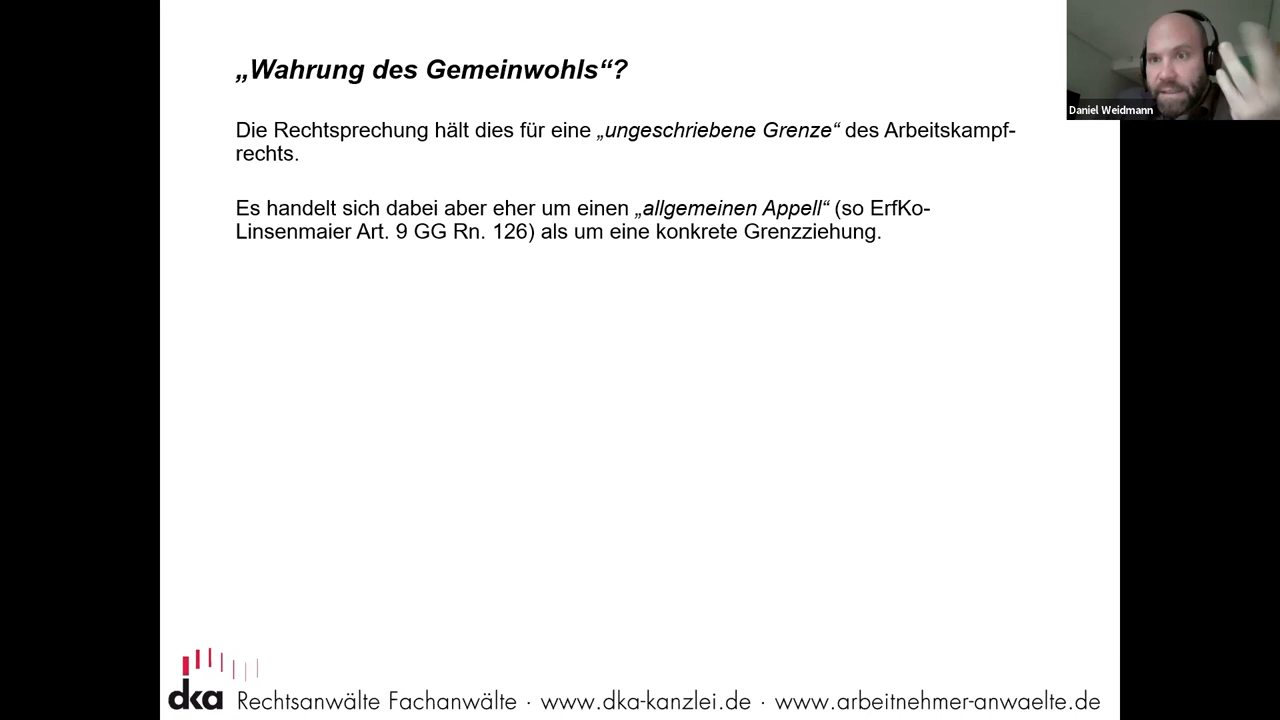 „Wahrung des Gemeinwohls“?
Die Rechtsprechung hält dies für eine „ungeschriebene Grenze“ des Arbeitskampf-
rechts.
Es handelt sich dabei aber eher um einen „allgemeinen Appell“ (so ErfKo-
Linsenmaier Art. 9 GG Rn. 126) als um eine konkrete Grenzziehung.
Daniel Weidmann
dka Rechtsanwälte Fachanwälte · www.dka-kanzlei.de · www.arbeitnehmer-anwaelte.de